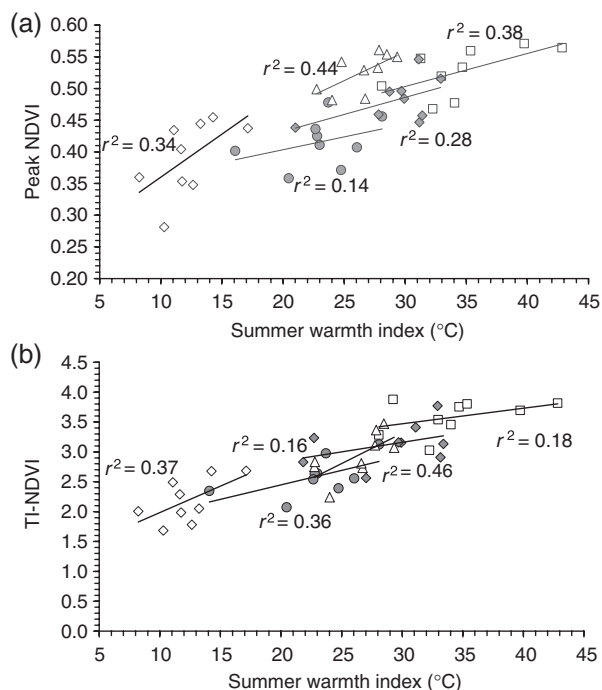 (a)
0.60
0.55
0.50
0.45
0.40
0.35
0.30
0.25
0.20
Peak NDVI
r² = 0.44
r² = 0.38
r² = 0.34
r² = 0.28
r² = 0.14
5 10 15 20 25 30 35 40 45
Summer warmth index (°C)
(b)
4.5
4.0
3.5
3.0
2.5
2.0
1.5
1.0
0.5
0.0
TI-NDVI
r² = 0.16
r² = 0.18
r² = 0.37
r² = 0.46
r² = 0.36
5 10 15 20 25 30 35 40 45
Summer warmth index (°C)